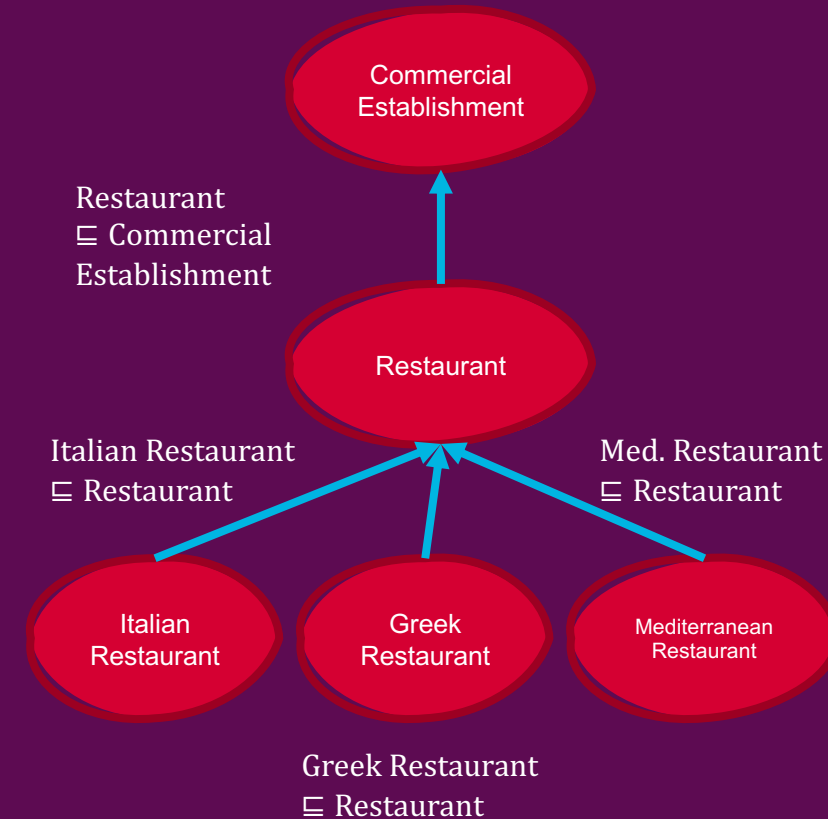 Commercial
Establishment
Restaurant
⊑ Commercial
Establishment
Restaurant
Italian Restaurant
⊑ Restaurant
Med. Restaurant
⊑ Restaurant
Italian
Restaurant
Greek
Restaurant
Mediterranean
Restaurant
Greek Restaurant
⊑ Restaurant